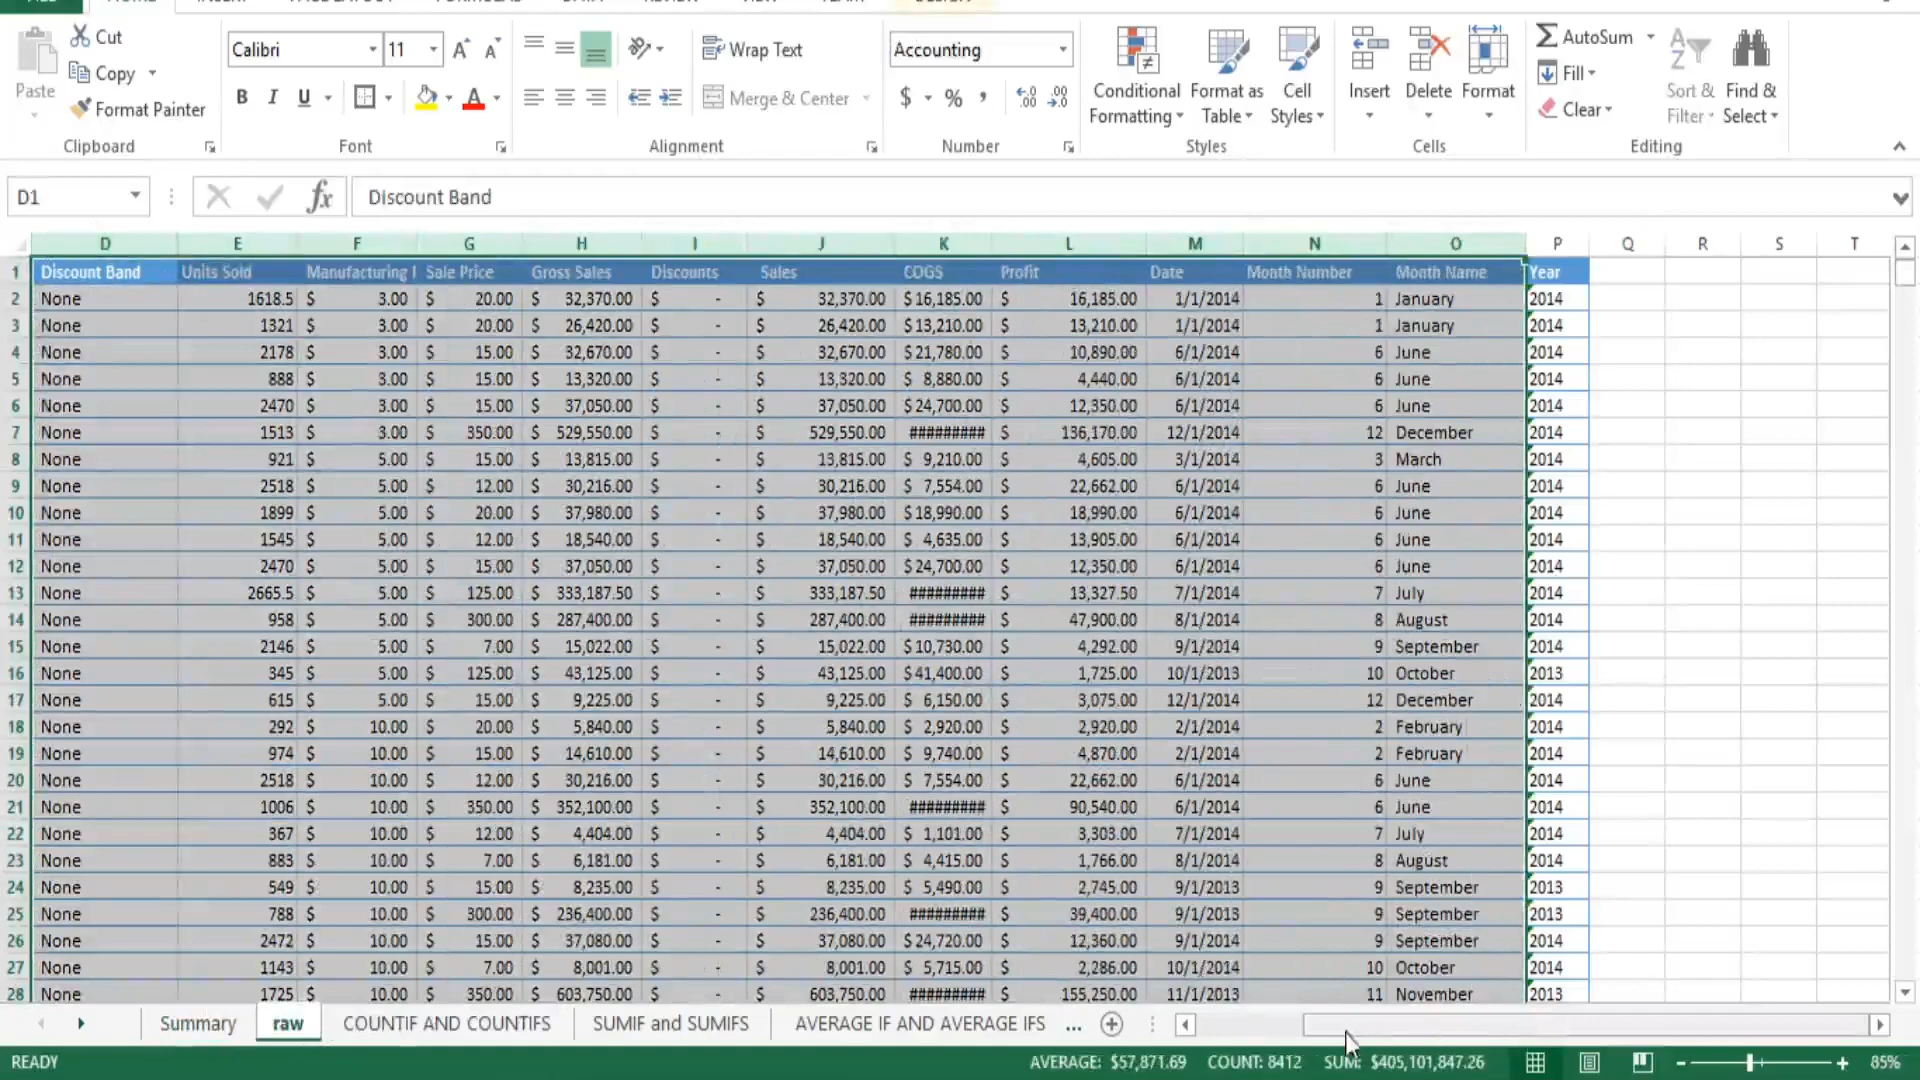 Cut
Calibri 11 Wrap Text Accounting AutoSum
Copy Fill
Paste Conditional Format as Cell Insert Delete Format Sort & Find &
Format Painter B I U Merge & Center $ % , Formatting Table Styles Clear Filter Select
Clipboard Font Alignment Number Styles Cells Editing
D1 fx Discount Band
D E F G H I J K L M N O P Q R S T
1 Discount Band Units Sold Manufacturing Sale Price Gross Sales Discounts Sales COGS Profit Date Month Number Month Name Year
2 None 1618.5 $ 3.00 $ 20.00 $ 32,370.00 $ - $ 32,370.00 $ 16,185.00 $ 16,185.00 1/1/2014 1 January 2014
3 None 1321 $ 3.00 $ 20.00 $ 26,420.00 $ - $ 26,420.00 $ 13,210.00 $ 13,210.00 1/1/2014 1 January 2014
4 None 2178 $ 3.00 $ 15.00 $ 32,670.00 $ - $ 32,670.00 $ 21,780.00 $ 10,890.00 6/1/2014 6 June 2014
5 None 888 $ 3.00 $ 15.00 $ 13,320.00 $ - $ 13,320.00 $ 8,880.00 $ 4,440.00 6/1/2014 6 June 2014
6 None 2470 $ 3.00 $ 15.00 $ 37,050.00 $ - $ 37,050.00 $ 24,700.00 $ 12,350.00 6/1/2014 6 June 2014
7 None 1513 $ 3.00 $ 350.00 $ 529,550.00 $ - $ 529,550.00 ######### $ 136,170.00 12/1/2014 12 December 2014
8 None 921 $ 5.00 $ 15.00 $ 13,815.00 $ - $ 13,815.00 $ 9,210.00 $ 4,605.00 3/1/2014 3 March 2014
9 None 2518 $ 5.00 $ 12.00 $ 30,216.00 $ - $ 30,216.00 $ 7,554.00 $ 22,662.00 6/1/2014 6 June 2014
10 None 1899 $ 5.00 $ 20.00 $ 37,980.00 $ - $ 37,980.00 $ 18,990.00 $ 18,990.00 6/1/2014 6 June 2014
11 None 1545 $ 5.00 $ 12.00 $ 18,540.00 $ - $ 18,540.00 $ 4,635.00 $ 13,905.00 6/1/2014 6 June 2014
12 None 2470 $ 5.00 $ 15.00 $ 37,050.00 $ - $ 37,050.00 $ 24,700.00 $ 12,350.00 6/1/2014 6 June 2014
13 None 2665.5 $ 5.00 $ 125.00 $ 333,187.50 $ - $ 333,187.50 ######### $ 13,327.50 7/1/2014 7 July 2014
14 None 958 $ 5.00 $ 300.00 $ 287,400.00 $ - $ 287,400.00 ######### $ 47,900.00 8/1/2014 8 August 2014
15 None 2146 $ 5.00 $ 7.00 $ 15,022.00 $ - $ 15,022.00 $ 10,730.00 $ 4,292.00 9/1/2014 9 September 2014
16 None 345 $ 5.00 $ 125.00 $ 43,125.00 $ - $ 43,125.00 $ 41,400.00 $ 1,725.00 10/1/2013 10 October 2013
17 None 615 $ 5.00 $ 15.00 $ 9,225.00 $ - $ 9,225.00 $ 6,150.00 $ 3,075.00 12/1/2014 12 December 2014
18 None 292 $ 10.00 $ 20.00 $ 5,840.00 $ - $ 5,840.00 $ 2,920.00 $ 2,920.00 2/1/2014 2 February 2014
19 None 974 $ 10.00 $ 15.00 $ 14,610.00 $ - $ 14,610.00 $ 9,740.00 $ 4,870.00 2/1/2014 2 February 2014
20 None 2518 $ 10.00 $ 12.00 $ 30,216.00 $ - $ 30,216.00 $ 7,554.00 $ 22,662.00 6/1/2014 6 June 2014
21 None 1006 $ 10.00 $ 350.00 $ 352,100.00 $ - $ 352,100.00 ######### $ 90,540.00 6/1/2014 6 June 2014
22 None 367 $ 10.00 $ 12.00 $ 4,404.00 $ - $ 4,404.00 $ 1,101.00 $ 3,303.00 7/1/2014 7 July 2014
23 None 883 $ 10.00 $ 7.00 $ 6,181.00 $ - $ 6,181.00 $ 4,415.00 $ 1,766.00 8/1/2014 8 August 2014
24 None 549 $ 10.00 $ 15.00 $ 8,235.00 $ - $ 8,235.00 $ 5,490.00 $ 2,745.00 9/1/2013 9 September 2013
25 None 788 $ 10.00 $ 300.00 $ 236,400.00 $ - $ 236,400.00 ######### $ 39,400.00 9/1/2013 9 September 2013
26 None 2472 $ 10.00 $ 15.00 $ 37,080.00 $ - $ 37,080.00 $ 24,720.00 $ 12,360.00 9/1/2014 9 September 2014
27 None 1143 $ 10.00 $ 7.00 $ 8,001.00 $ - $ 8,001.00 $ 5,715.00 $ 2,286.00 10/1/2014 10 October 2014
28 None 1725 $ 10.00 $ 350.00 $ 603,750.00 $ - $ 603,750.00 ######### $ 155,250.00 11/1/2013 11 November 2013
Summary raw COUNTIF AND COUNTIFS SUMIF and SUMIFS AVERAGE IF AND AVERAGE IFS ...
READY AVERAGE: $57,871.69 COUNT: 8412 SUM: $405,101,847.26 85%